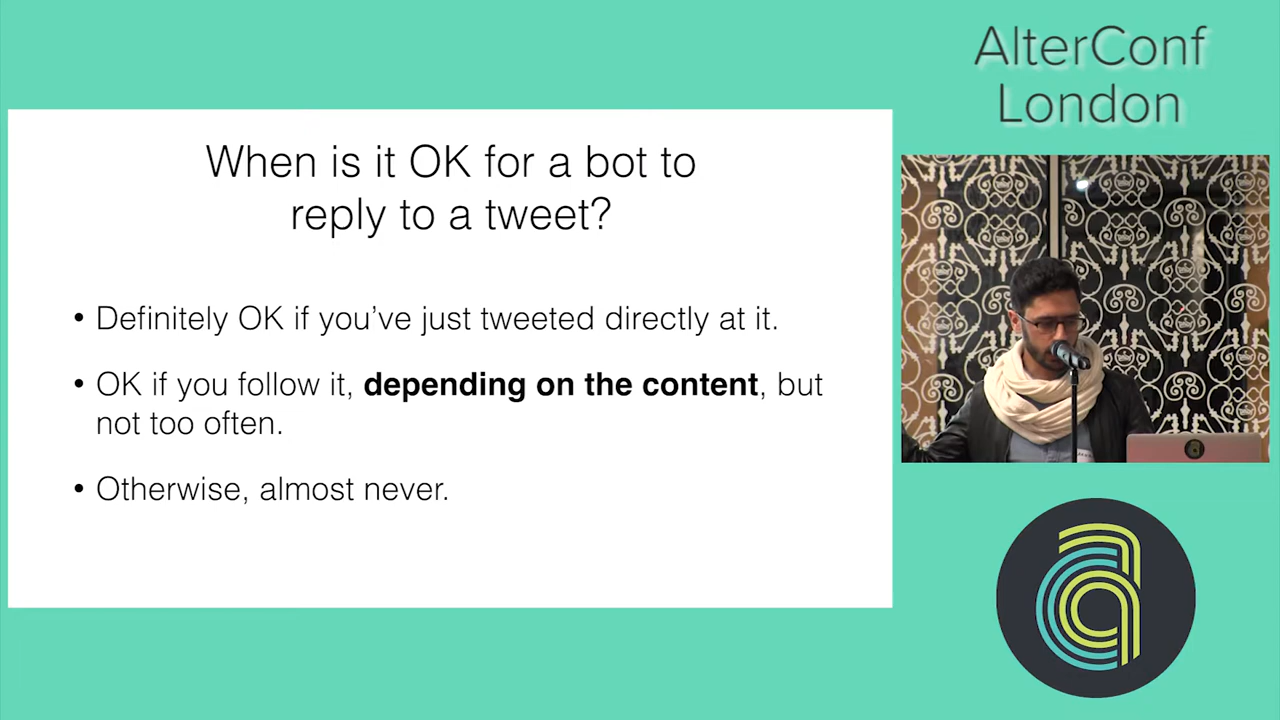 AlterConf
London
When is it OK for a bot to
reply to a tweet?
• Definitely OK if you’ve just tweeted directly at it.
• OK if you follow it, depending on the content, but
not too often.
• Otherwise, almost never.